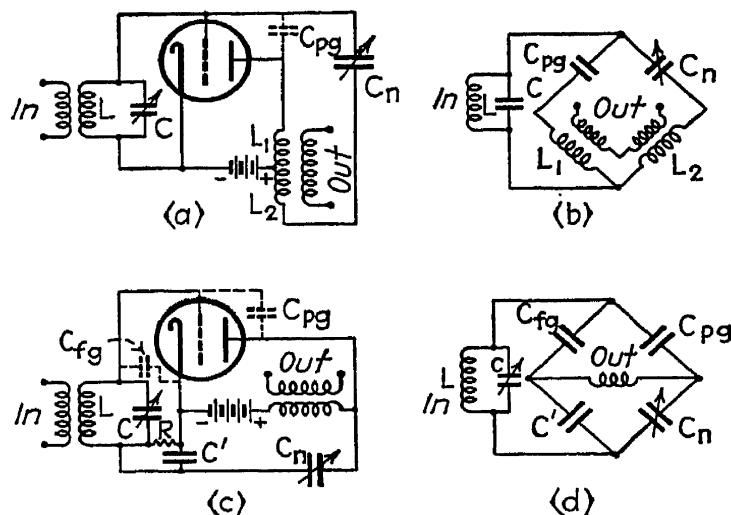 Cpg
Cn
In
L
C
L1
L2
Out
- +
(a)
Cpg
Cn
In
L
C
Out
L1
L2
(b)
Cpg
Cfg
Out
In
L
C
R
- +
C'
Cn
(c)
Cfg
Cpg
L
In
C
Out
C'
Cn
(d)